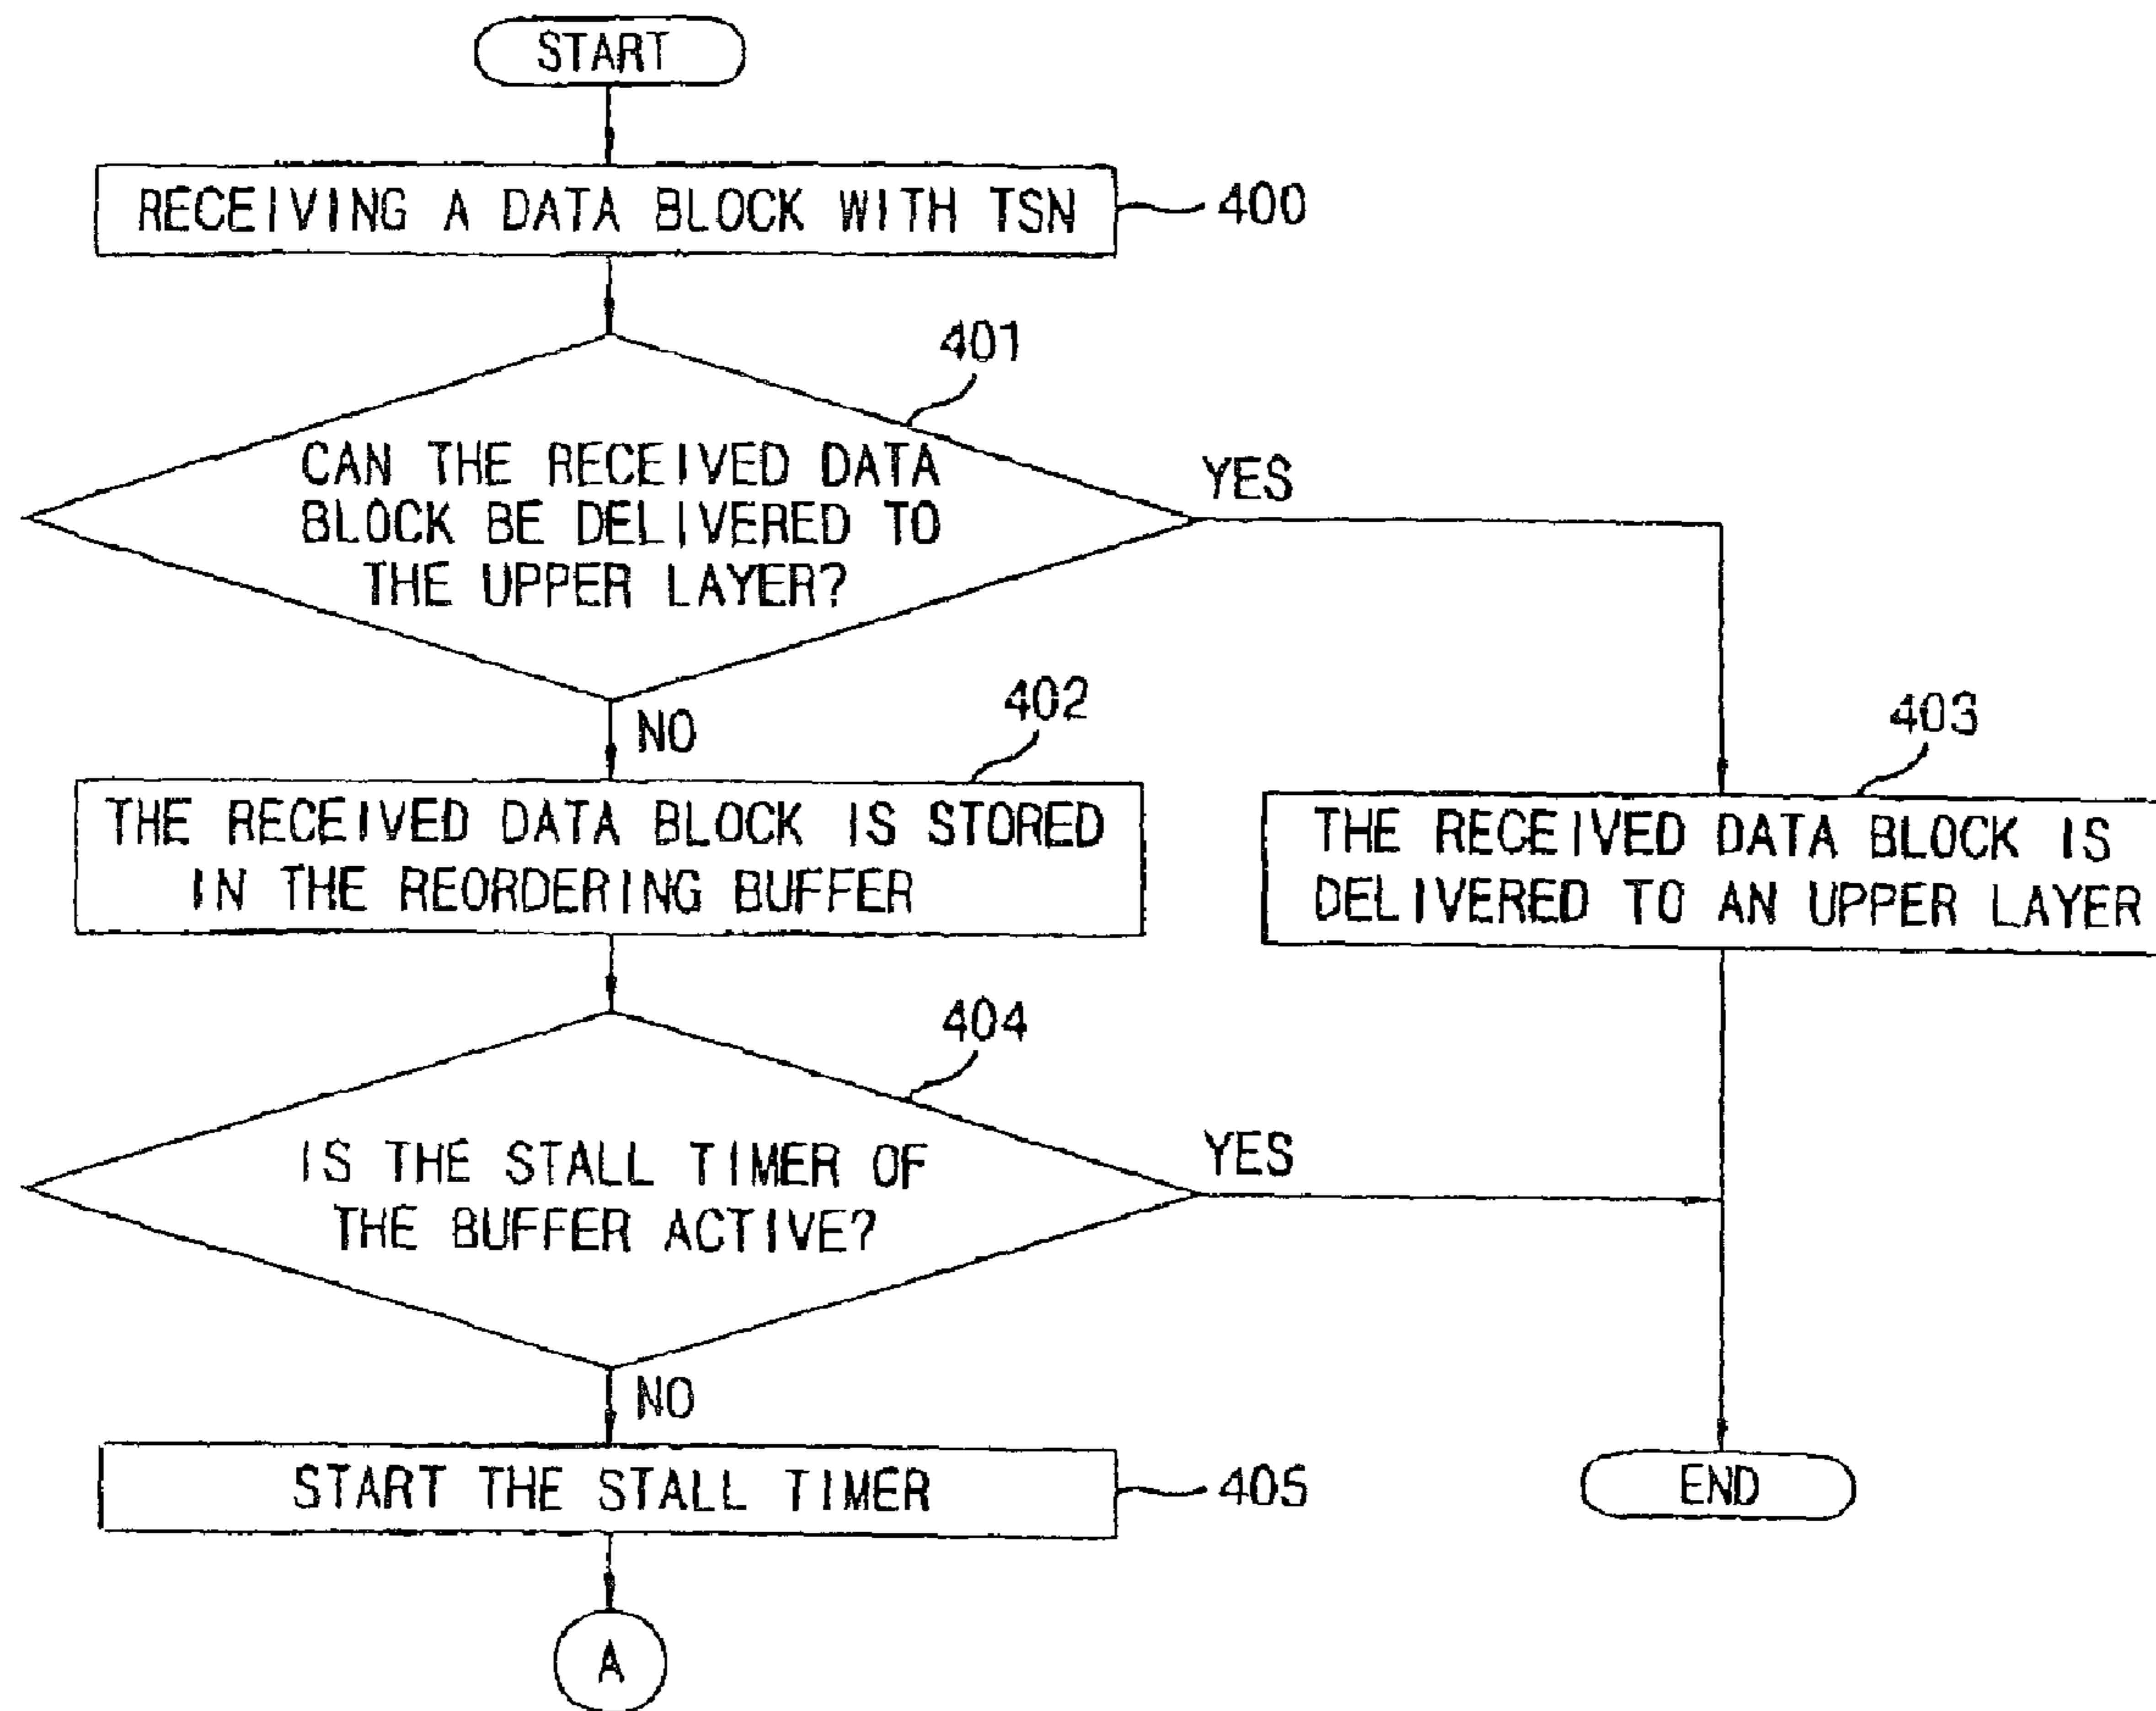 START
RECEIVING A DATA BLOCK WITH TSN
400
401
CAN THE RECEIVED DATA
BLOCK BE DELIVERED TO
THE UPPER LAYER?
YES
NO
402
403
THE RECEIVED DATA BLOCK IS STORED
IN THE REORDERING BUFFER
THE RECEIVED DATA BLOCK IS
DELIVERED TO AN UPPER LAYER
404
IS THE STALL TIMER OF
THE BUFFER ACTIVE?
YES
NO
START THE STALL TIMER
405
END
A